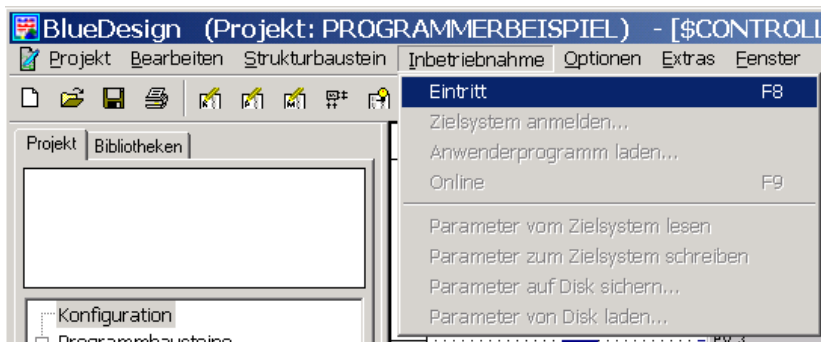 BlueDesign (Projekt: PROGRAMMERBEISPIEL) - [$CONTROLL
Projekt Bearbeiten Strukturbaustein Inbetriebnahme Optionen Extras Fenster
Eintritt F8
Zielsystem anmelden...
Anwenderprogramm laden...
Online F9
Parameter vom Zielsystem lesen
Parameter zum Zielsystem schreiben
Parameter auf Disk sichern...
Parameter von Disk laden...
Projekt Bibliotheken
Konfiguration
Programmbausteine